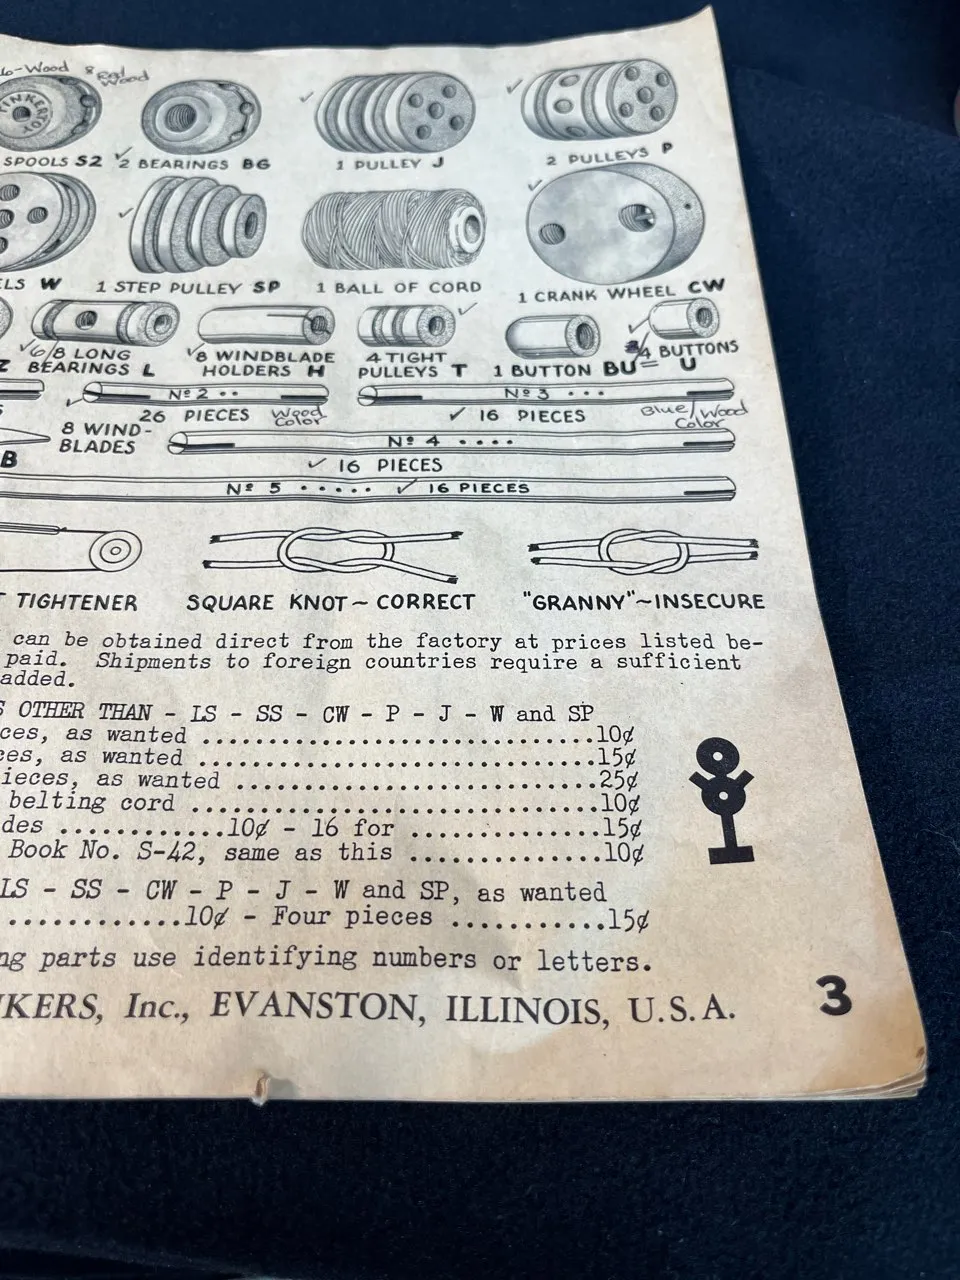 6-Wood 8 Red
Wood
TINKERTOY
SPOOLS S2 2 BEARINGS BG 1 PULLEY J 2 PULLEYS P
LS W 1 STEP PULLEY SP 1 BALL OF CORD 1 CRANK WHEEL CW
Z 6/8 LONG BEARINGS L 8 WINDBLADE HOLDERS H 4 TIGHT PULLEYS T 1 BUTTON BU 4 BUTTONS U
Nº 2 •• Nº 3 •••
S 26 PIECES Wood Color 16 PIECES Blue/Wood Color
B 8 WIND-BLADES Nº 4 ••••
16 PIECES
Nº 5 ••••• 16 PIECES
T TIGHTENER SQUARE KNOT~CORRECT "GRANNY"~INSECURE
can be obtained direct from the factory at prices listed be-
paid. Shipments to foreign countries require a sufficient
added.
S OTHER THAN - LS - SS - CW - P - J - W and SP
ces, as wanted ..............................10¢
ces, as wanted ..............................15¢
ieces, as wanted ...........................25¢
belting cord ...............................10¢
des ............10¢ - 16 for ..............15¢
Book No. S-42, same as this ..............10¢
LS - SS - CW - P - J - W and SP, as wanted
............10¢ - Four pieces ...........15¢
ng parts use identifying numbers or letters.
KERS, Inc., EVANSTON, ILLINOIS, U.S.A. 3